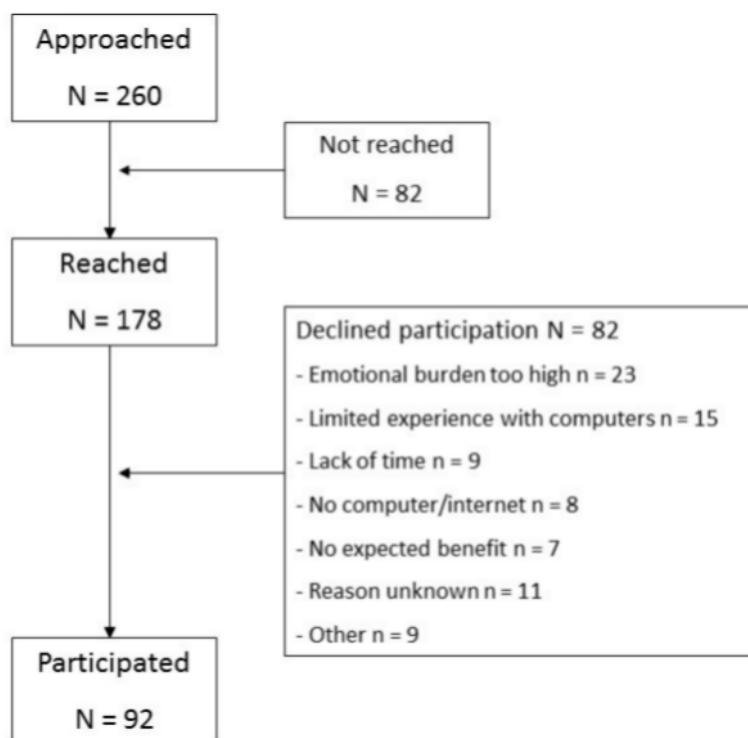 Approached
N = 260
Not reached
N = 82
Reached
N = 178
Declined participation N = 82
- Emotional burden too high n = 23
- Limited experience with computers n = 15
- Lack of time n = 9
- No computer/internet n = 8
- No expected benefit n = 7
- Reason unknown n = 11
- Other n = 9
Participated
N = 92